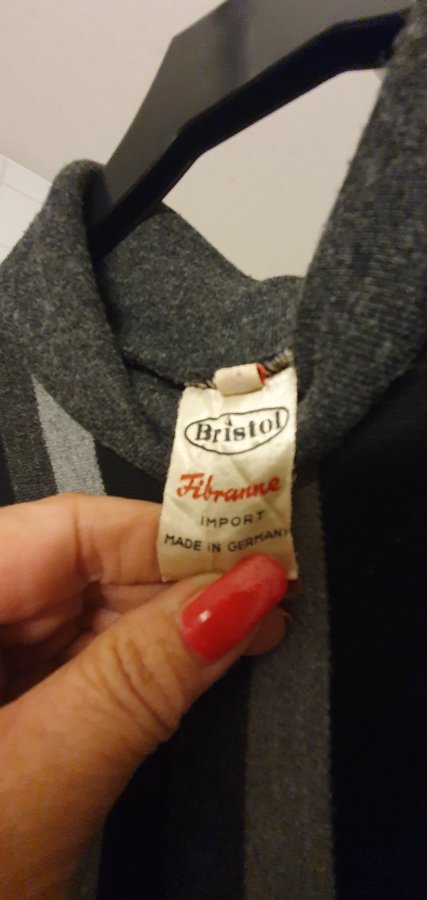 Bristol
Fibranne
IMPORT
MADE IN GERMANY